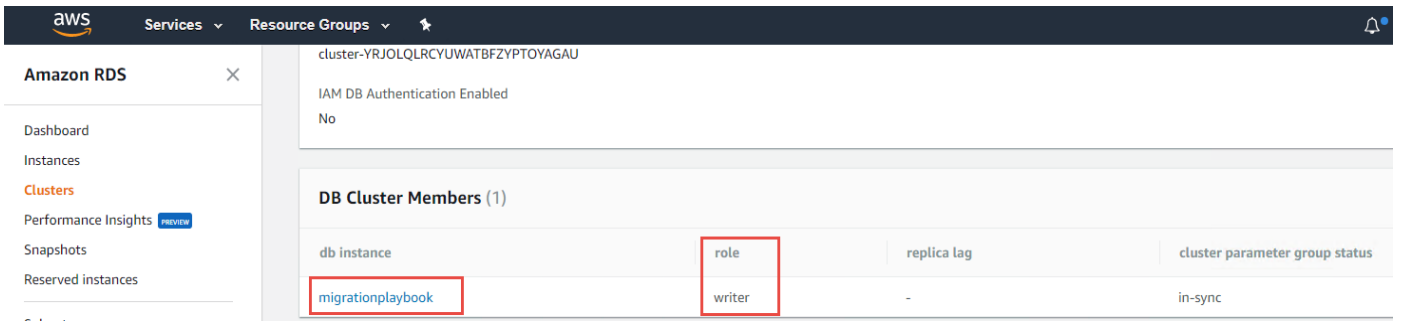 aws
Services
Resource Groups
Amazon RDS
Dashboard
Instances
Clusters
Performance Insights PREVIEW
Snapshots
Reserved instances
cluster-YRJOLQLRCYUWATBFZYPTOYAGAU
IAM DB Authentication Enabled
No
DB Cluster Members (1)
db instance role replica lag cluster parameter group status
migrationplaybook writer - in-sync